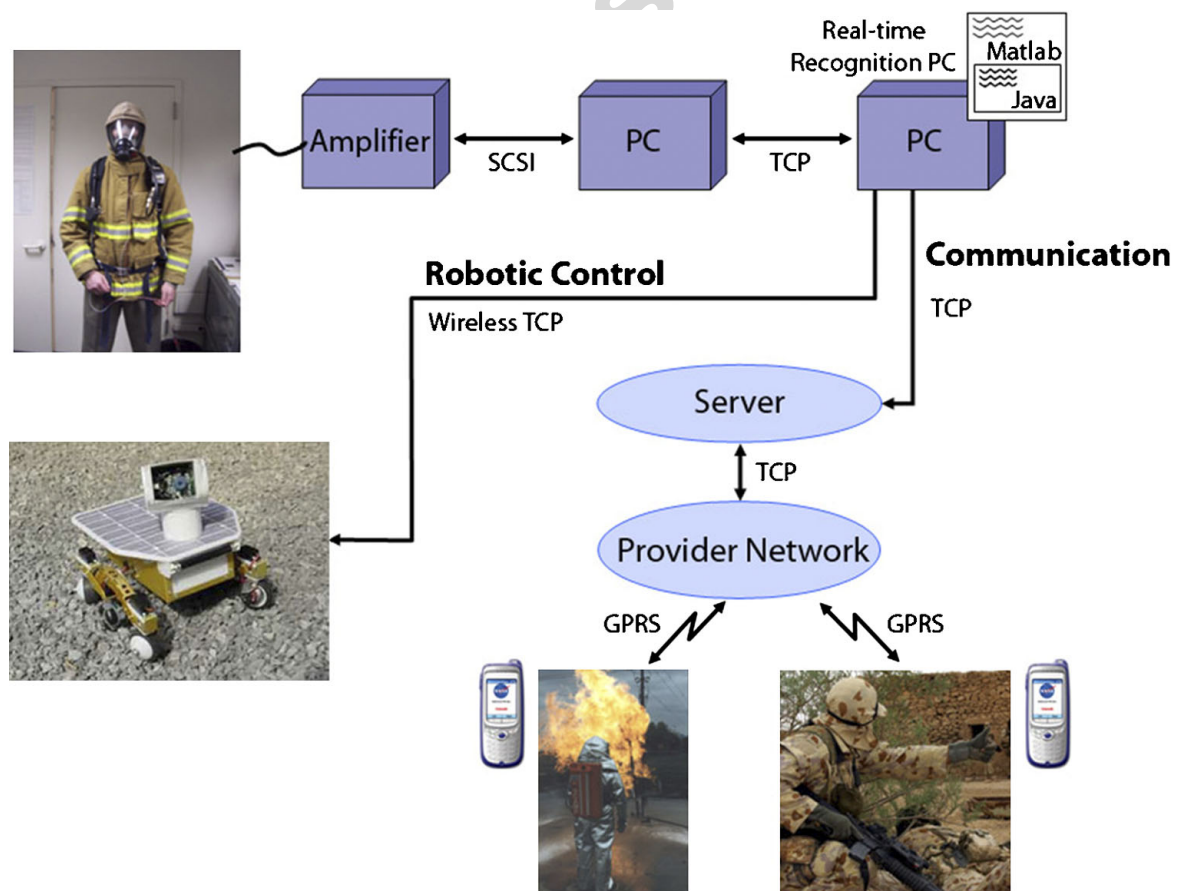 Real-time
Recognition PC
Matlab
Java
Amplifier
SCSI
PC
TCP
PC
Robotic Control
Wireless TCP
Communication
TCP
Server
TCP
Provider Network
GPRS
GPRS